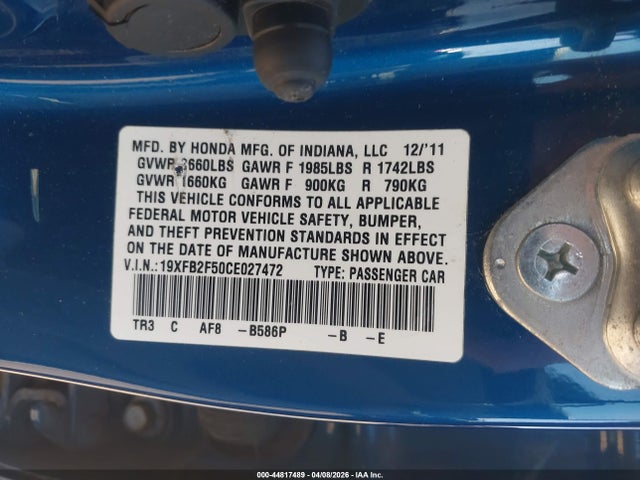 MFD. BY HONDA MFG. OF INDIANA, LLC 12/'11
GVWR 3660LBS GAWR F 1985LBS R 1742LBS
GVWR 1660KG GAWR F 900KG R 790KG
THIS VEHICLE CONFORMS TO ALL APPLICABLE
FEDERAL MOTOR VEHICLE SAFETY, BUMPER,
AND THEFT PREVENTION STANDARDS IN EFFECT
ON THE DATE OF MANUFACTURE SHOWN ABOVE.
V.I.N.:19XFB2F50CE027472 TYPE: PASSENGER CAR
TR3 C AF8 -B586P -B -E
000-44817489 - 04/08/2026 - IAA Inc.